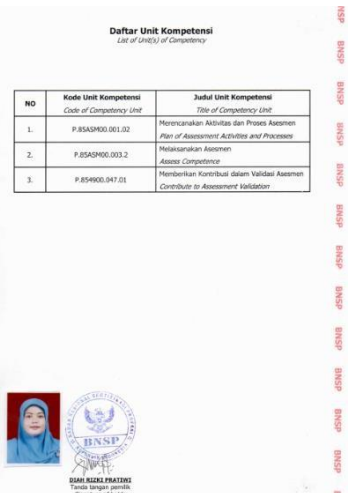 Daftar Unit Kompetensi
List of Unit(s) of Competency
NO
Kode Unit Kompetensi
Code of Competency Unit
Judul Unit Kompetensi
Title of Competency Unit
1.
P.85ASM00.001.02
Merencanakan Aktivitas dan Proses Asesmen
Plan of Assessment Activities and Processes
2.
P.85ASM00.003.2
Melaksanakan Asesmen
Assess Competence
3.
P.854900.047.01
Memberikan Kontribusi dalam Validasi Asesmen
Contribute to Assessment Validation
BNSP
BNSP
BNSP
BNSP
BNSP
BNSP
BNSP
BNSP
BNSP
BNSP
BNSP
BNSP
BNSP
DIAH RIZKI PRATIWI
Tanda tangan pemilik